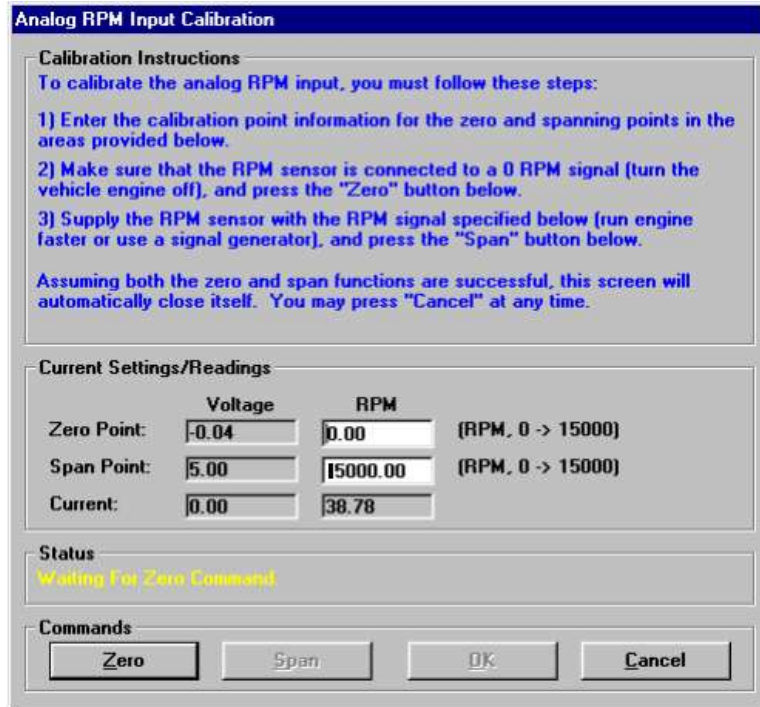 Analog RPM Input Calibration
Calibration Instructions
To calibrate the analog RPM input, you must follow these steps:
1) Enter the calibration point information for the zero and spanning points in the
areas provided below.
2) Make sure that the RPM sensor is connected to a 0 RPM signal (turn the
vehicle engine off), and press the "Zero" button below.
3) Supply the RPM sensor with the RPM signal specified below (run engine
faster or use a signal generator), and press the "Span" button below.
Assuming both the zero and span functions are successful, this screen will
automatically close itself. You may press "Cancel" at any time.
Current Settings/Readings
Voltage RPM
Zero Point: -0.04 0.00 (RPM, 0 -> 15000)
Span Point: 5.00 5000.00 (RPM, 0 -> 15000)
Current: 0.00 38.78
Status
Waiting For Zero Command
Commands
Zero Span OK Cancel